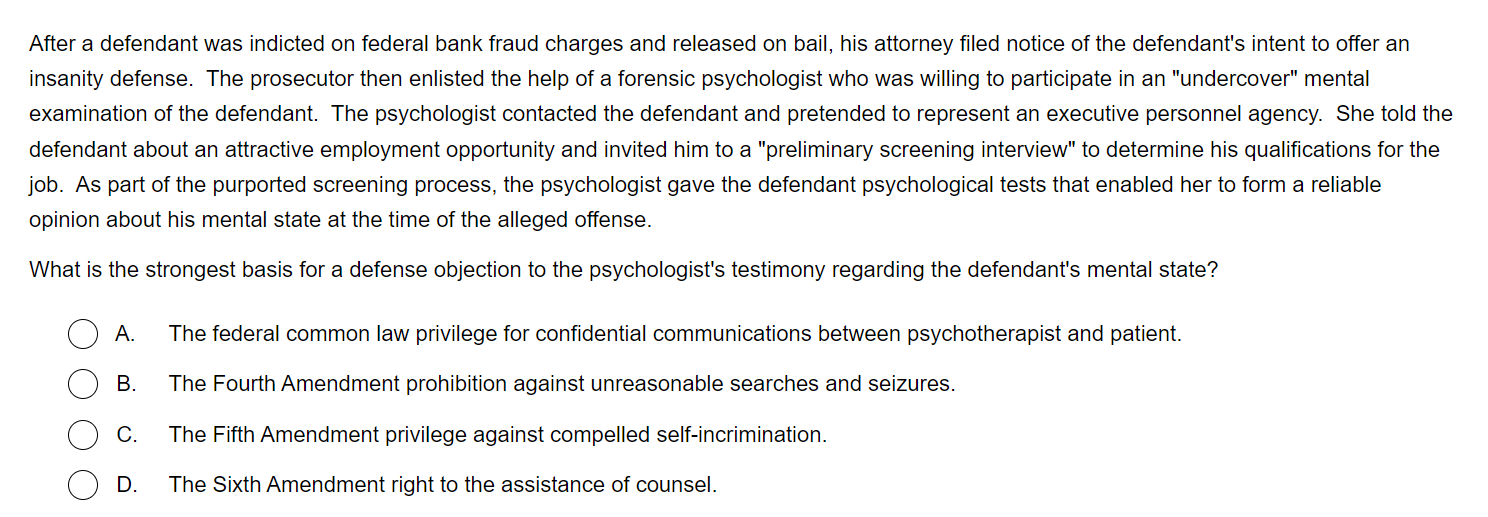 After a defendant was indicted on federal bank fraud charges and released on bail, his attorney filed notice of the defendant's intent to offer an
insanity defense.  The prosecutor then enlisted the help of a forensic psychologist who was willing to participate in an "undercover" mental
examination of the defendant.  The psychologist contacted the defendant and pretended to represent an executive personnel agency.  She told the
defendant about an attractive employment opportunity and invited him to a "preliminary screening interview" to determine his qualifications for the
job.  As part of the purported screening process, the psychologist gave the defendant psychological tests that enabled her to form a reliable
opinion about his mental state at the time of the alleged offense.
What is the strongest basis for a defense objection to the psychologist's testimony regarding the defendant's mental state?
A. The federal common law privilege for confidential communications between psychotherapist and patient.
B. The Fourth Amendment prohibition against unreasonable searches and seizures.
C. The Fifth Amendment privilege against compelled self-incrimination.
D. The Sixth Amendment right to the assistance of counsel.